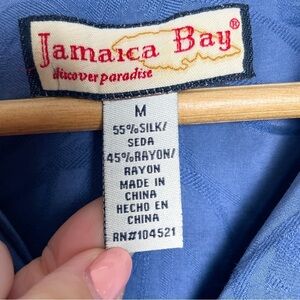 Jamaica Bay®
discover paradise
M
55%SILK/
SEDA
45%RAYON/
RAYON
MADE IN
CHINA
HECHO EN
CHINA
RN#104521